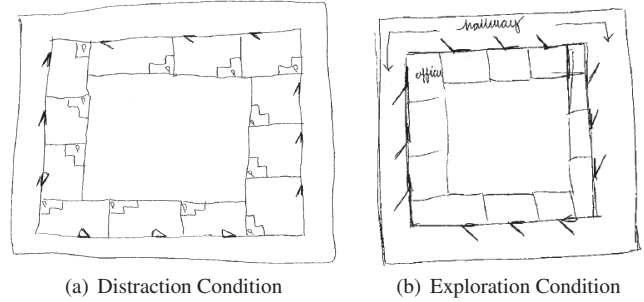 hallway
office
(a) Distraction Condition
(b) Exploration Condition